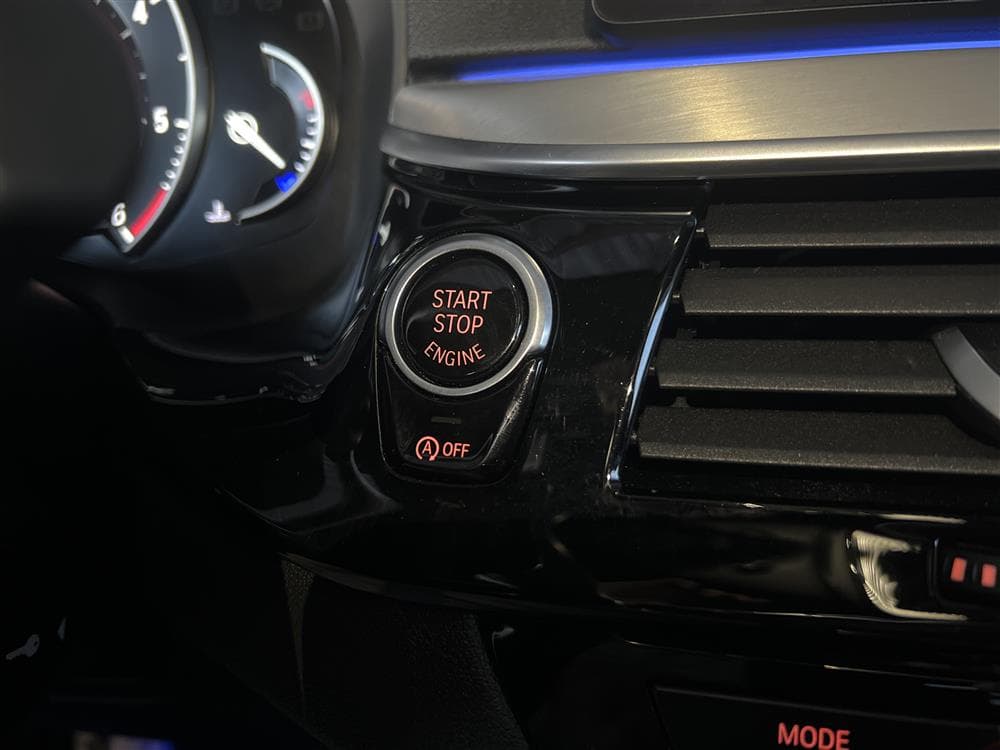 4
5
6
START
STOP
ENGINE
A OFF
MODE